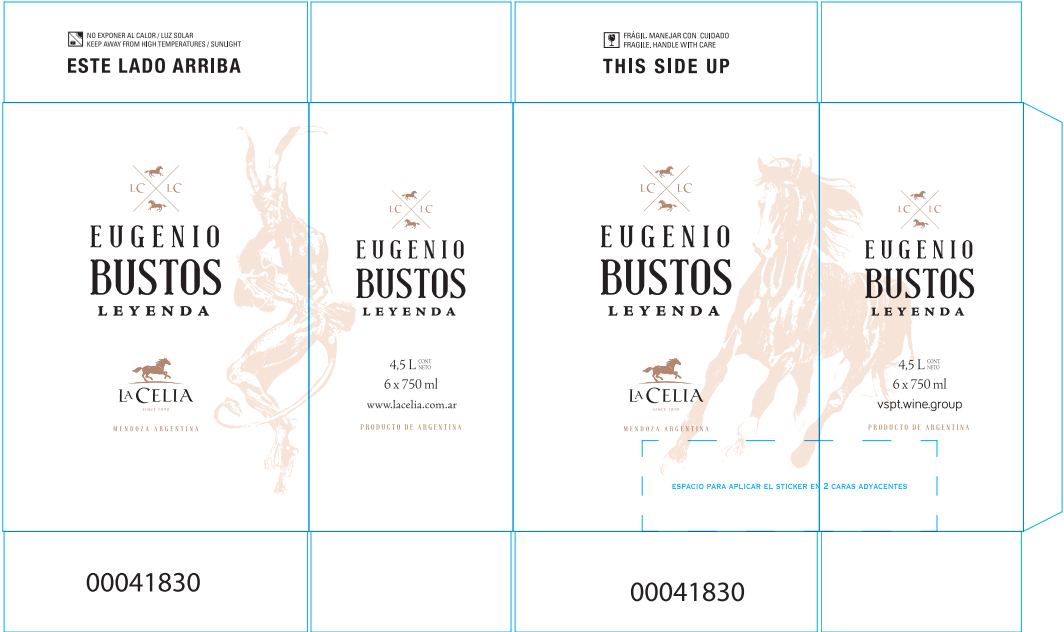 NO EXPONER AL CALOR / LUZ SOLAR
KEEP AWAY FROM HIGH TEMPERATURES / SUNLIGHT
ESTE LADO ARRIBA
FRÁGIL. MANEJAR CON CUIDADO
FRAGILE. HANDLE WITH CARE
THIS SIDE UP
LC LC
EUGENIO
BUSTOS
LEYENDA
LA CELIA
SINCE 1890
MENDOZA ARGENTINA
LC LC
EUGENIO
BUSTOS
LEYENDA
4,5 L CONT. NETO
6 x 750 ml
www.lacelia.com.ar
PRODUCTO DE ARGENTINA
LC LC
EUGENIO
BUSTOS
LEYENDA
LA CELIA
SINCE 1890
MENDOZA ARGENTINA
LC LC
EUGENIO
BUSTOS
LEYENDA
4,5 L CONT. NETO
6 x 750 ml
vspt.wine.group
PRODUCTO DE ARGENTINA
ESPACIO PARA APLICAR EL STICKER EN 2 CARAS ADYACENTES
00041830
00041830